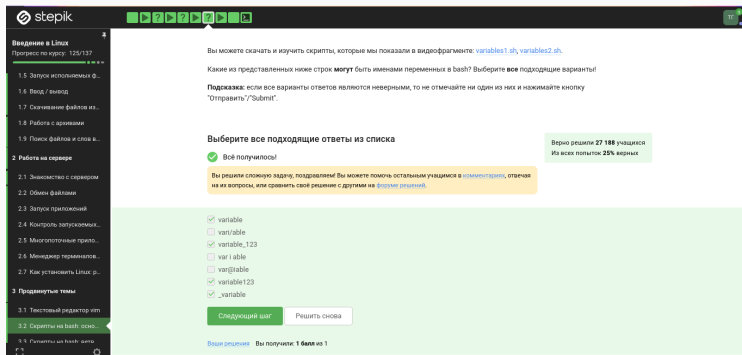 stepik
TF
Введение в Linux
Прогресс по курсу: 125/137
1.5 Запуск исполняемых ф...
1.6 Ввод / вывод
1.7 Скачивание файлов из...
1.8 Работа с архивами
1.9 Поиск файлов и слов в...
2 Работа на сервере
2.1 Знакомство с сервером
2.2 Обмен файлами
2.3 Запуск приложений
2.4 Контроль запускаемых...
2.5 Многопоточные прило...
2.6 Менеджер терминалов...
2.7 Как установить Linux: р...
3 Продвинутые темы
3.1 Текстовый редактор vim
3.2 Скрипты на bash: осно...
3.3 Скрипты на bash: ветв...
Вы можете скачать и изучить скрипты, которые мы показали в видеофрагменте: variables1.sh, variables2.sh.
Какие из представленных ниже строк могут быть именами переменных в bash? Выберите все подходящие варианты!
Подсказка: если все варианты ответов являются неверными, то не отмечайте ни один из них и нажимайте кнопку
"Отправить"/"Submit".
Выберите все подходящие ответы из списка
Всё получилось!
Верно решили 27 188 учащихся
Из всех попыток 25% верных
Вы решили сложную задачу, поздравляем! Вы можете помочь остальным учащимся в комментариях, отвечая
на их вопросы, или сравнить своё решение с другими на форуме решений.
variable
vari/able
variable_123
var i able
var@iable
variable123
_variable
Следующий шаг
Решить снова
Ваши решения Вы получили: 1 балл из 1